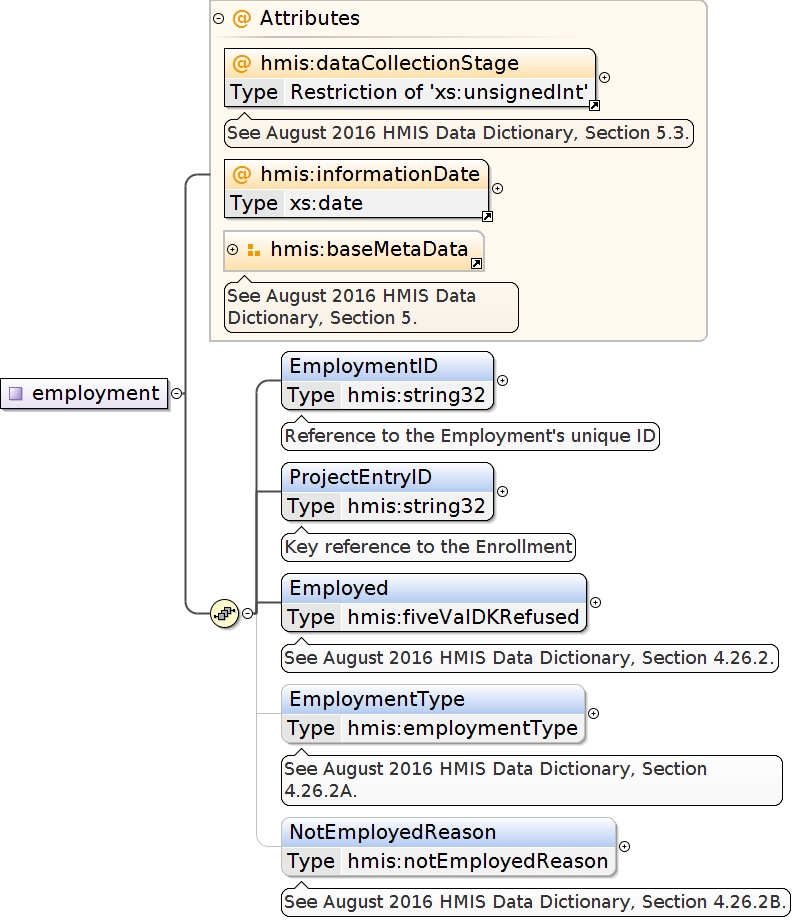 @ Attributes
@ hmis:dataCollectionStage
Type Restriction of 'xs:unsignedInt'
See August 2016 HMIS Data Dictionary, Section 5.3.
@ hmis:informationDate
Type xs:date
hmis:baseMetaData
See August 2016 HMIS Data
Dictionary, Section 5.
employment
EmploymentID
Type hmis:string32
Reference to the Employment's unique ID
ProjectEntryID
Type hmis:string32
Key reference to the Enrollment
Employed
Type hmis:fiveValDKRefused
See August 2016 HMIS Data Dictionary, Section 4.26.2.
EmploymentType
Type hmis:employmentType
See August 2016 HMIS Data Dictionary, Section
4.26.2A.
NotEmployedReason
Type hmis:notEmployedReason
See August 2016 HMIS Data Dictionary, Section 4.26.2B.